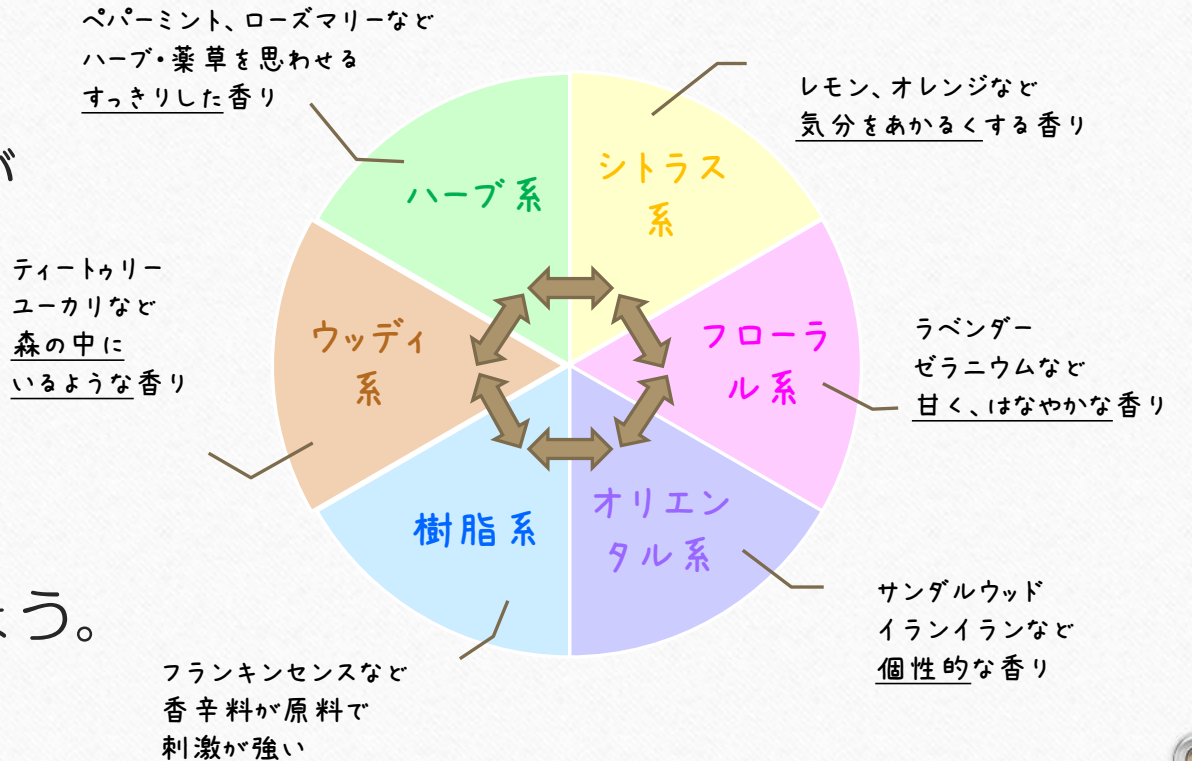 ペパーミント、ローズマリーなど
ハーブ・薬草を思わせる
すっきりした香り
が
レモン、オレンジなど
気分をあかるくする香り
ハーブ系
シトラス
系
ティートゥリー
ユーカリなど
森の中に
いるような香り
ウッディ
系
フローラ
ル系
ラベンダー
ゼラニウムなど
甘く、はなやかな香り
樹脂系
オリエン
タル系
ょう。
サンダルウッド
イランイランなど
個性的な香り
フランキンセンスなど
香辛料が原料で
刺激が強い